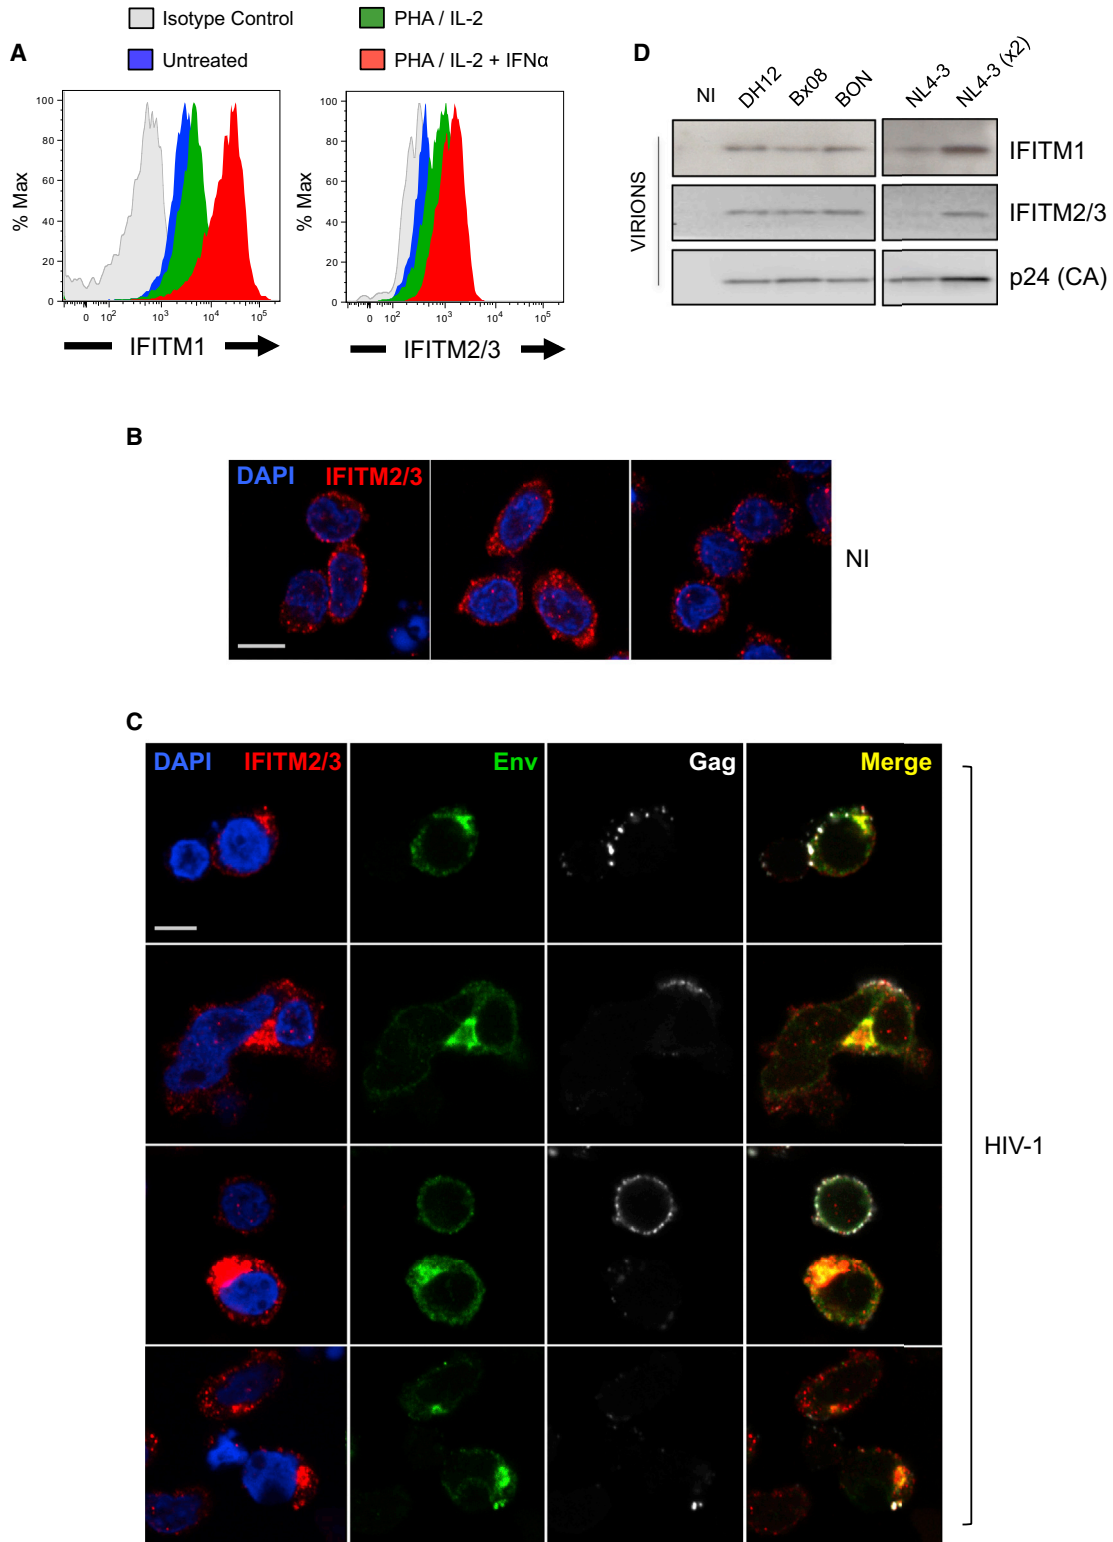 Isotype Control
PHA / IL-2
Untreated
PHA / IL-2 + IFNα
A
% Max
100
80
60
40
20
0
0 10² 10³ 10⁴ 10⁵
IFITM1
% Max
100
80
60
40
20
0
0 10² 10³ 10⁴ 10⁵
IFITM2/3
D
NI DH12 Bx08 BON NL4-3 NL4-3 (x2)
VIRIONS
IFITM1
IFITM2/3
p24 (CA)
B
DAPI IFITM2/3
NI
C
DAPI IFITM2/3 Env Gag Merge
HIV-1